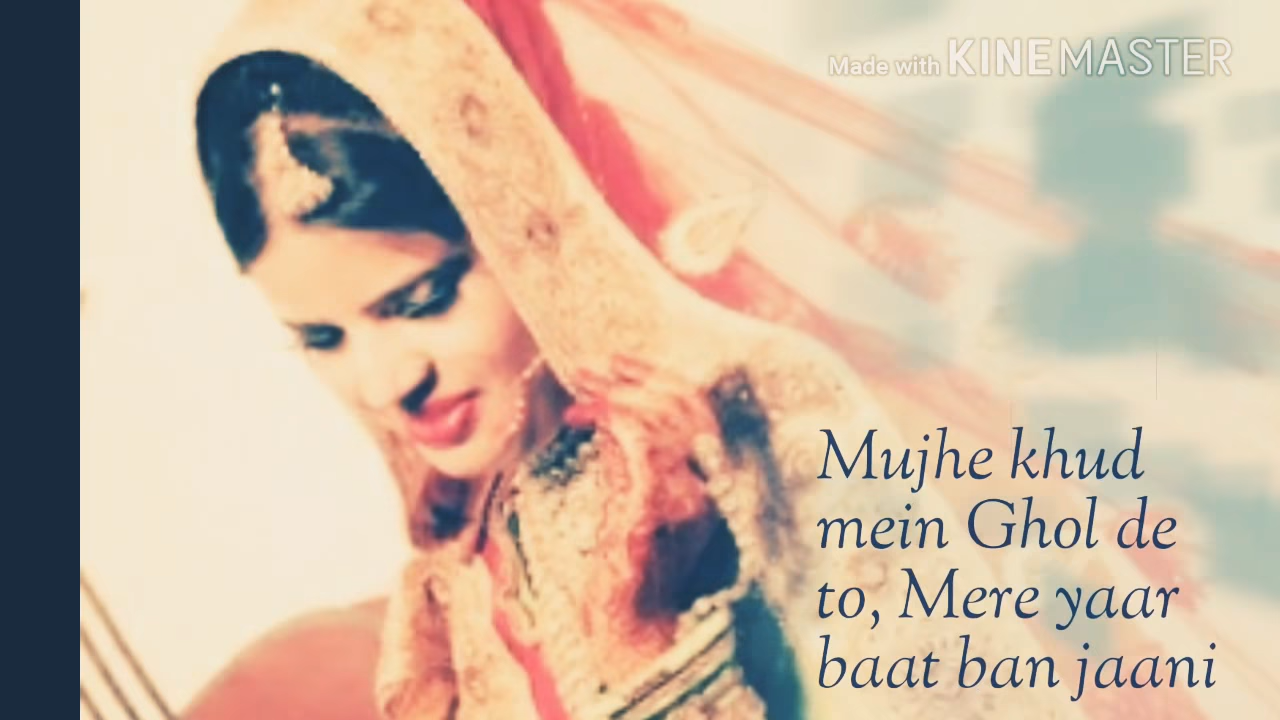 Made with KINEMASTER
Mujhe khud
mein Ghol de
to, Mere yaar
baat ban jaani